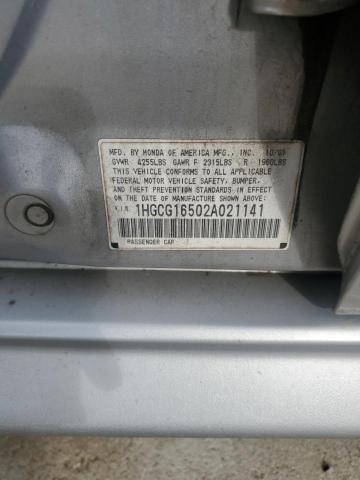 MFD. BY HONDA OF AMERICA MFG., INC. 10/01
GVWR 4255LBS GAWR F 2315LBS R 1960LBS
THIS VEHICLE CONFORMS TO ALL APPLICABLE
FEDERAL MOTOR VEHICLE SAFETY, BUMPER,
AND THEFT PREVENTION STANDARDS IN EFFECT
ON THE DATE OF MANUFACTURE SHOWN ABOVE.
V.I.N. 1HGCG16502A021141
PASSENGER CAR